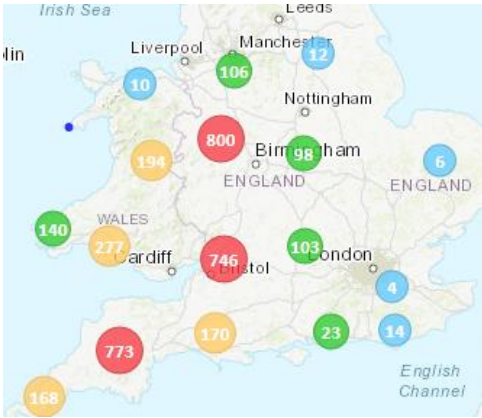 Irish Sea
Leeds
lin
Liverpool
Manchester
12
106
10
Nottingham
800
194
Birmingham
98
6
ENGLAND
ENGLAND
140
WALES
277
Cardiff
746
Bristol
103
London
4
773
170
23
14
English
Channel
168